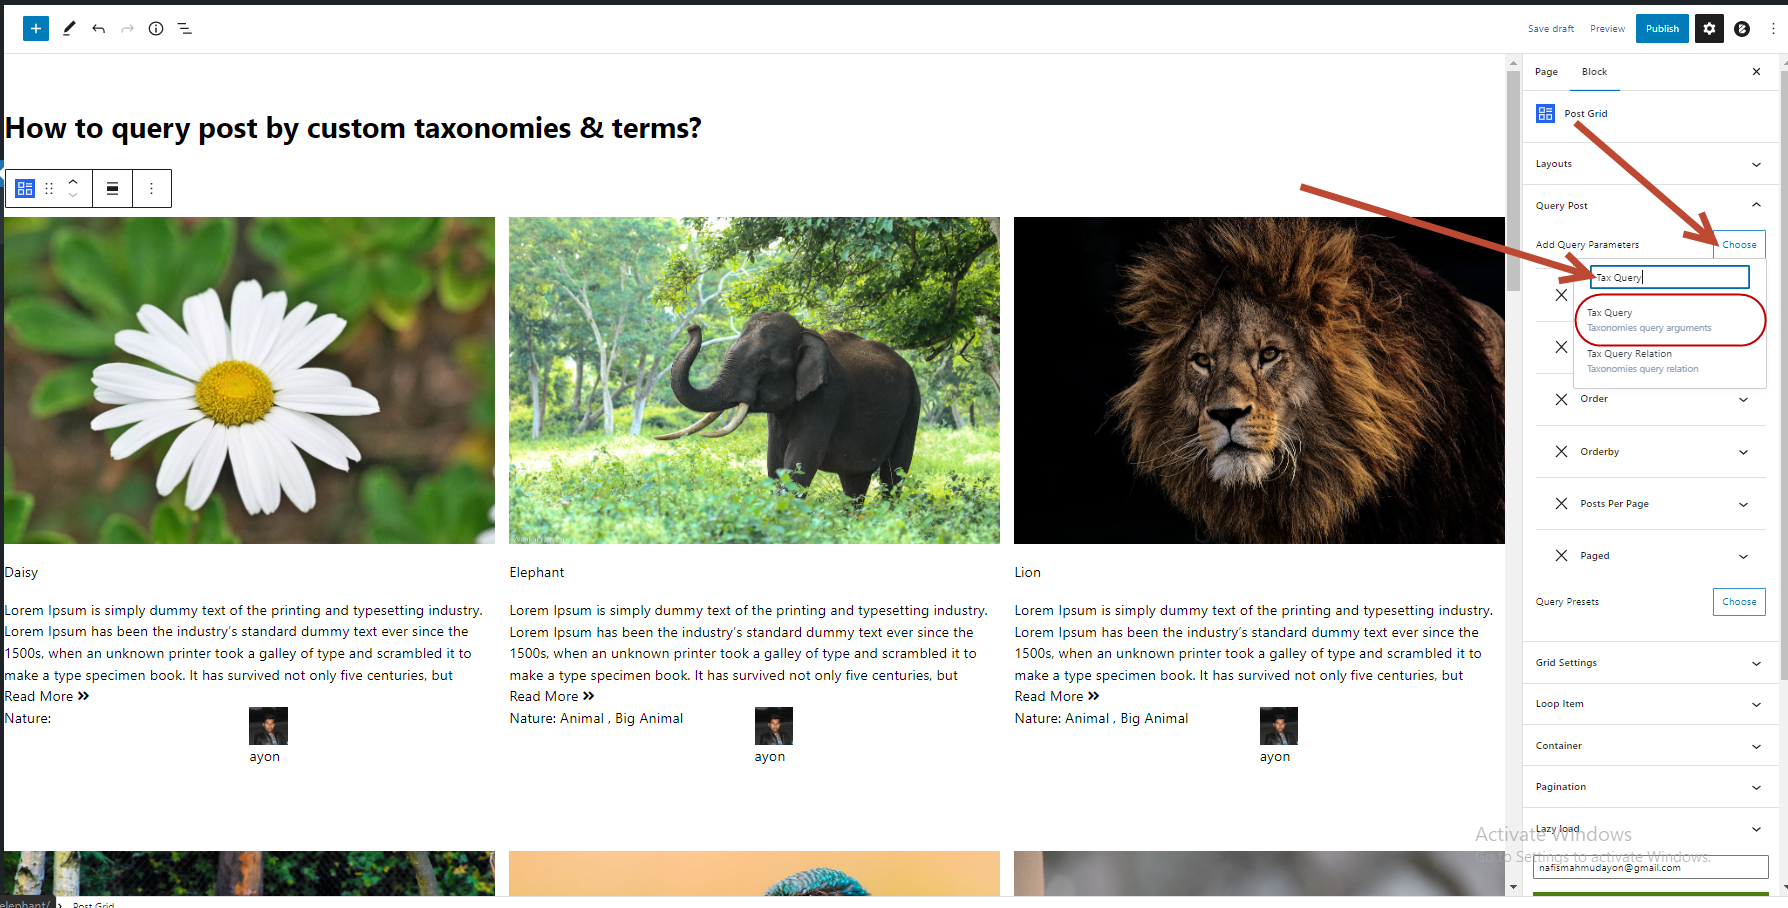 Save draft
Preview
Publish
Page
Block
Post Grid
How to query post by custom taxonomies & terms?
Layouts
Query Post
Add Query Parameters
Choose
Tax Query
Tax Query
Taxonomies query arguments
Tax Query Relation
Taxonomies query relation
Order
Orderby
Posts Per Page
Paged
Query Presets
Choose
Grid Settings
Loop Item
Container
Pagination
Lazy load
nafismahmudayon@gmail.com
Daisy
Lorem Ipsum is simply dummy text of the printing and typesetting industry.
Lorem Ipsum has been the industry’s standard dummy text ever since the
1500s, when an unknown printer took a galley of type and scrambled it to
make a type specimen book. It has survived not only five centuries, but
Read More »
Nature:
ayon
Elephant
Lorem Ipsum is simply dummy text of the printing and typesetting industry.
Lorem Ipsum has been the industry’s standard dummy text ever since the
1500s, when an unknown printer took a galley of type and scrambled it to
make a type specimen book. It has survived not only five centuries, but
Read More »
Nature: Animal , Big Animal
ayon
Lion
Lorem Ipsum is simply dummy text of the printing and typesetting industry.
Lorem Ipsum has been the industry’s standard dummy text ever since the
1500s, when an unknown printer took a galley of type and scrambled it to
make a type specimen book. It has survived not only five centuries, but
Read More »
Nature: Animal , Big Animal
ayon
Activate Windows
Go to Settings to activate Windows.
elephant/
Post Grid